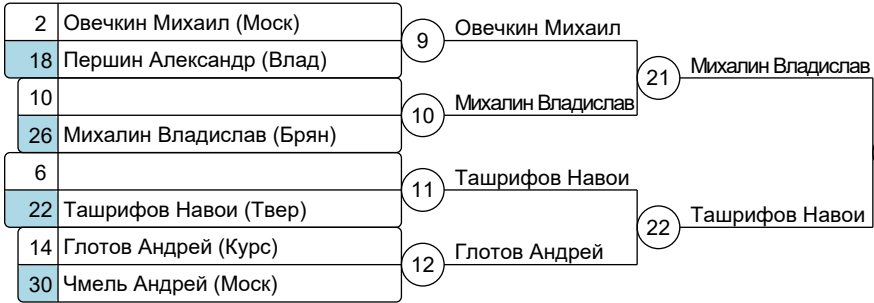 2 Овечкин Михаил (Моск)
18 Першин Александр (Влад)
9 Овечкин Михаил
10
26 Михалин Владислав (Брян)
10 Михалин Владислав
21 Михалин Владислав
6
22 Ташрифов Навои (Твер)
11 Ташрифов Навои
14 Глотов Андрей (Курс)
30 Чмель Андрей (Моск)
12 Глотов Андрей
22 Ташрифов Навои